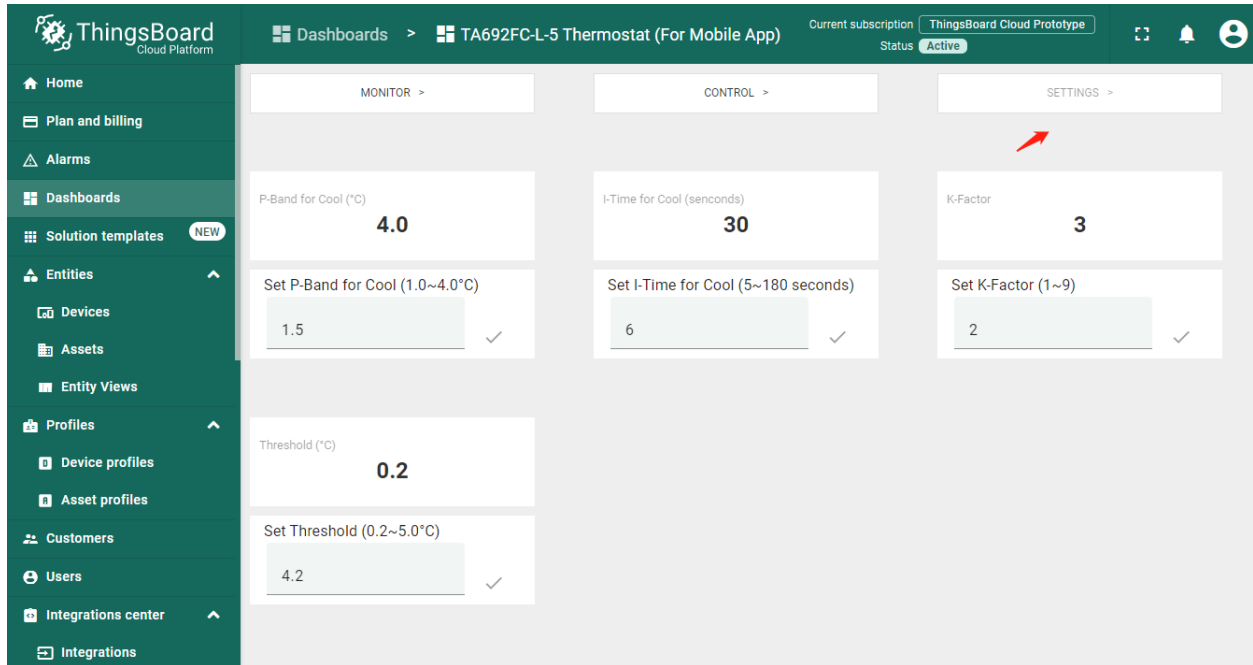 ThingsBoard
Cloud Platform
Dashboards > TA692FC-L-5 Thermostat (For Mobile App)
Current subscription ThingsBoard Cloud Prototype
Status Active
Home
Plan and billing
Alarms
Dashboards
Solution templates NEW
Entities
Devices
Assets
Entity Views
Profiles
Device profiles
Asset profiles
Customers
Users
Integrations center
Integrations
MONITOR >
CONTROL >
SETTINGS >
P-Band for Cool (°C)
4.0
I-Time for Cool (senconds)
30
K-Factor
3
Set P-Band for Cool (1.0~4.0°C)
1.5
Set I-Time for Cool (5~180 seconds)
6
Set K-Factor (1~9)
2
Threshold (°C)
0.2
Set Threshold (0.2~5.0°C)
4.2